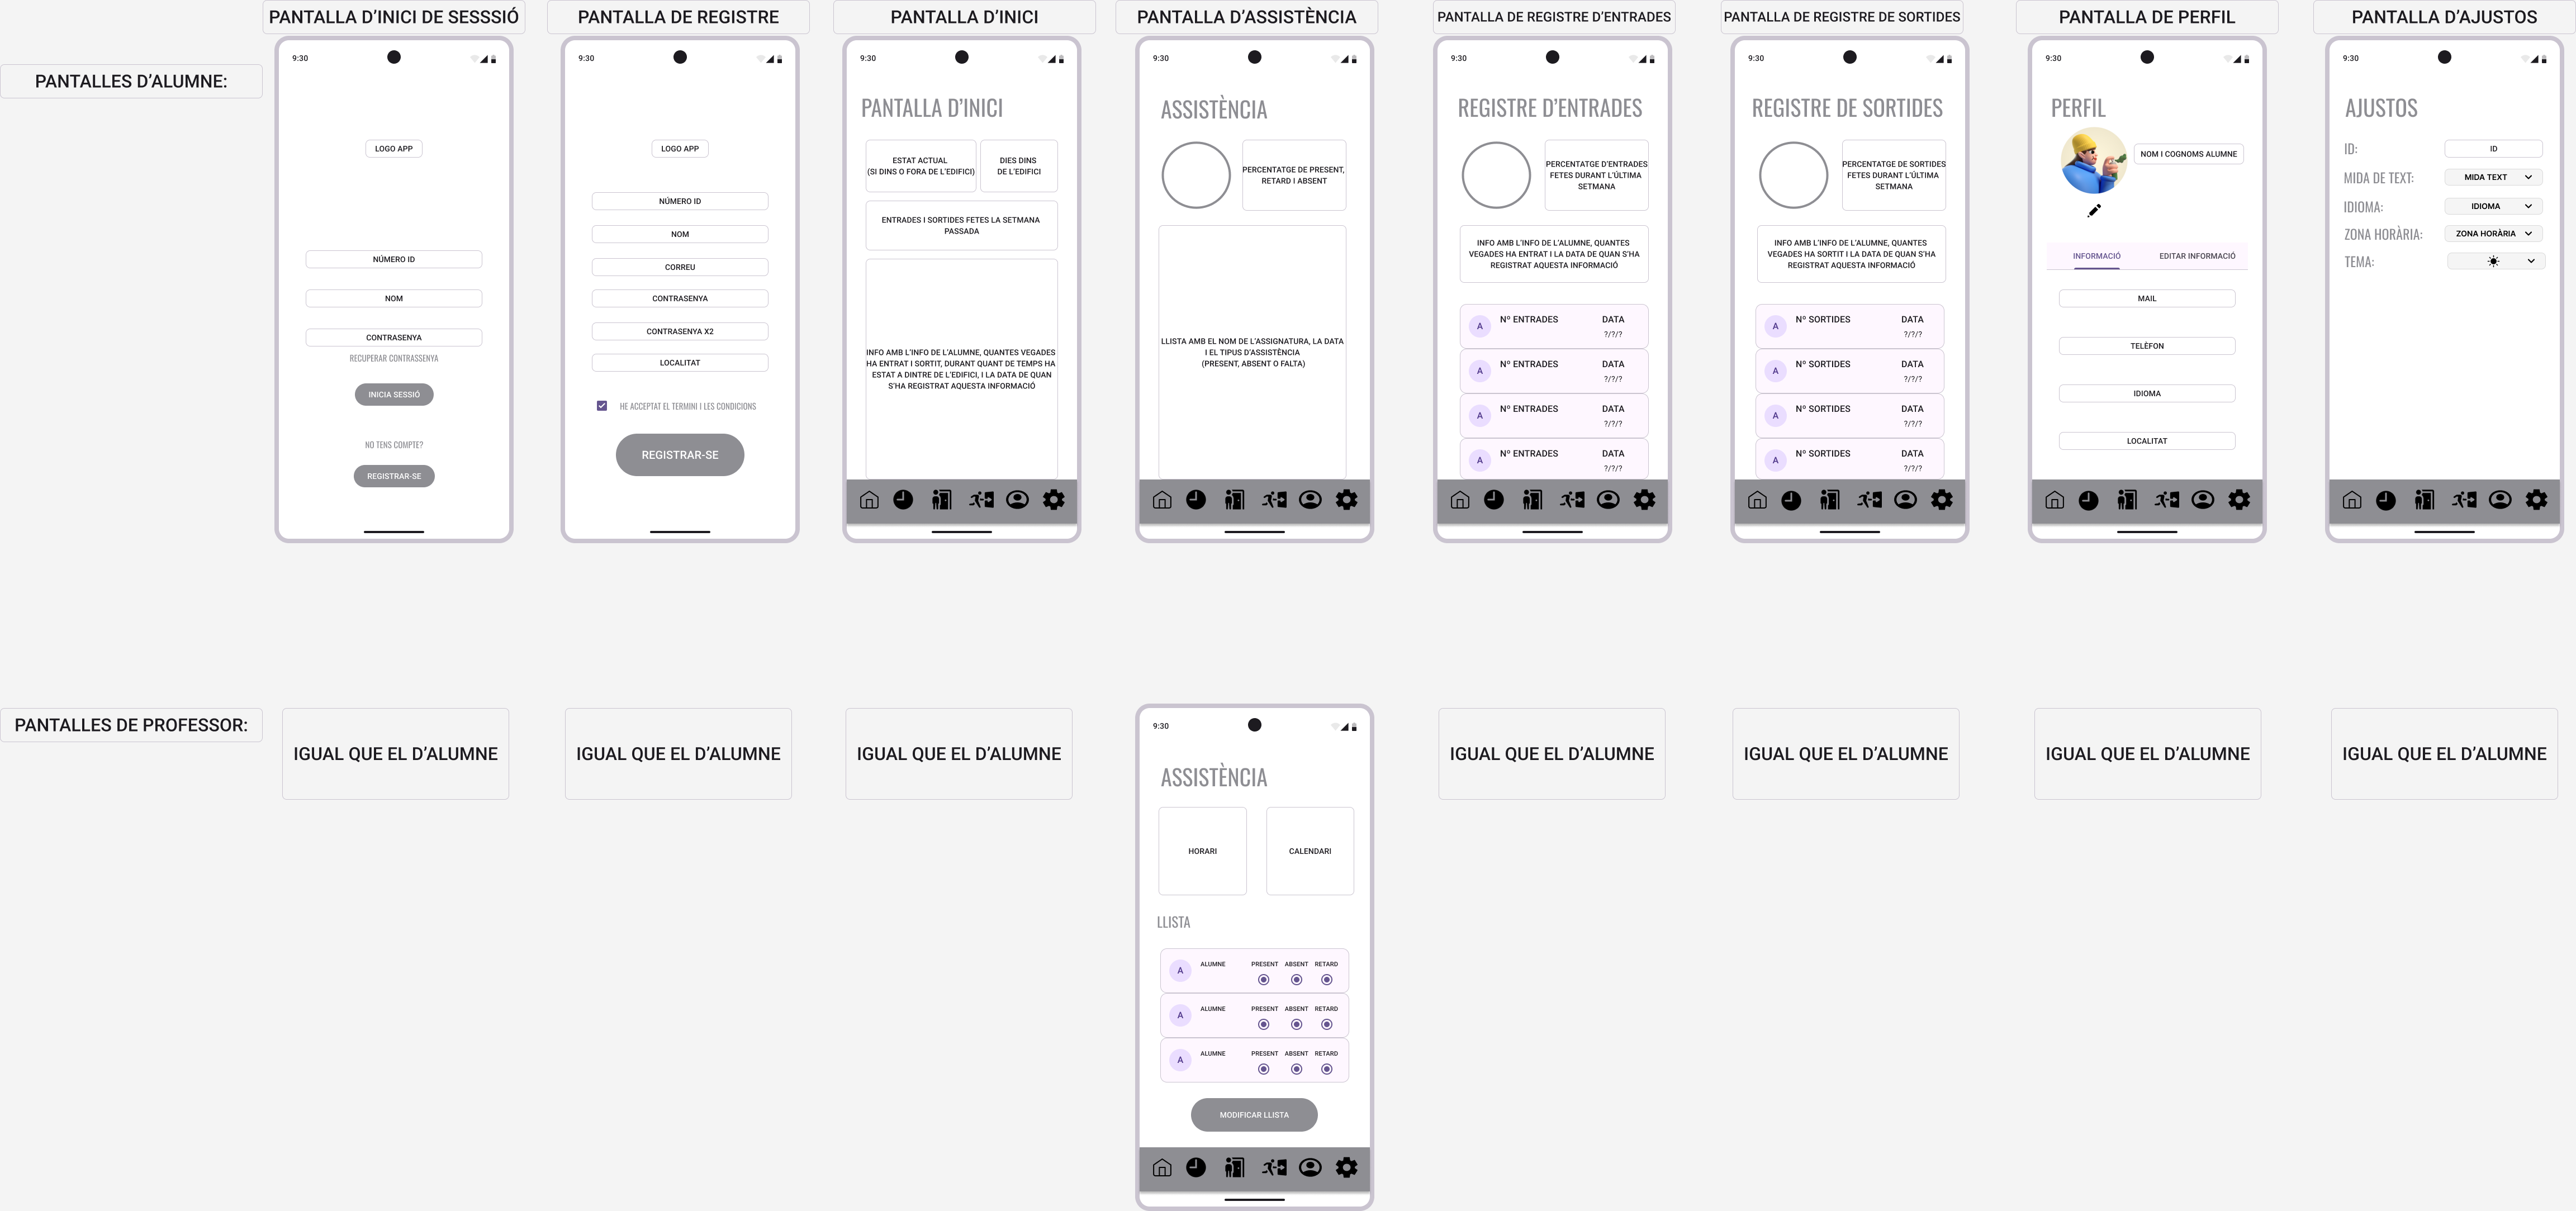 PANTALLA D’INICI DE SESSSIÓ
PANTALLA DE REGISTRE
PANTALLA D’INICI
PANTALLA D’ASSISTÈNCIA
PANTALLA DE REGISTRE D’ENTRADES
PANTALLA DE REGISTRE DE SORTIDES
PANTALLA DE PERFIL
PANTALLA D’AJUSTOS
PANTALLES D’ALUMNE:
9:30
LOGO APP
NÚMERO ID
NOM
CONTRASENYA
RECUPERAR CONTRASSENYA
INICIA SESSIÓ
NO TENS COMPTE?
REGISTRAR-SE
9:30
LOGO APP
NÚMERO ID
NOM
CORREU
CONTRASENYA
CONTRASENYA X2
LOCALITAT
HE ACCEPTAT EL TERMINI I LES CONDICIONS
REGISTRAR-SE
9:30
PANTALLA D’INICI
ESTAT ACTUAL
(SI DINS O FORA DE L’EDIFICI)
DIES DINS
DE L’EDIFICI
ENTRADES I SORTIDES FETES LA SETMANA
PASSADA
INFO AMB L’INFO DE L’ALUMNE, QUANTES VEGADES
HA ENTRAT I SORTIT, DURANT QUANT DE TEMPS HA
ESTAT A DINTRE DE L’EDIFICI, I LA DATA DE QUAN
S’HA REGISTRAT AQUESTA INFORMACIÓ
9:30
ASSISTÈNCIA
PERCENTATGE DE PRESENT,
RETARD I ABSENT
LLISTA AMB EL NOM DE L’ASSIGNATURA, LA DATA
I EL TIPUS D’ASSISTÈNCIA
(PRESENT, ABSENT O FALTA)
9:30
REGISTRE D’ENTRADES
PERCENTATGE D’ENTRADES
FETES DURANT L’ÚLTIMA
SETMANA
INFO AMB L’INFO DE L’ALUMNE, QUANTES
VEGADES HA ENTRAT I LA DATA DE QUAN S’HA
REGISTRAT AQUESTA INFORMACIÓ
A Nº ENTRADES DATA
?/?/?
A Nº ENTRADES DATA
?/?/?
A Nº ENTRADES DATA
?/?/?
A Nº ENTRADES DATA
?/?/?
9:30
REGISTRE DE SORTIDES
PERCENTATGE DE SORTIDES
FETES DURANT L’ÚLTIMA
SETMANA
INFO AMB L’INFO DE L’ALUMNE, QUANTES
VEGADES HA SORTIT I LA DATA DE QUAN S’HA
REGISTRAT AQUESTA INFORMACIÓ
A Nº SORTIDES DATA
?/?/?
A Nº SORTIDES DATA
?/?/?
A Nº SORTIDES DATA
?/?/?
A Nº SORTIDES DATA
?/?/?
9:30
PERFIL
NOM I COGNOMS ALUMNE
INFORMACIÓ EDITAR INFORMACIÓ
MAIL
TELÈFON
IDIOMA
LOCALITAT
9:30
AJUSTOS
ID: ID
MIDA DE TEXT: MIDA TEXT
IDIOMA: IDIOMA
ZONA HORÀRIA: ZONA HORÀRIA
TEMA:
PANTALLES DE PROFESSOR:
IGUAL QUE EL D’ALUMNE
IGUAL QUE EL D’ALUMNE
IGUAL QUE EL D’ALUMNE
9:30
ASSISTÈNCIA
HORARI
CALENDARI
LLISTA
A ALUMNE PRESENT ABSENT RETARD
A ALUMNE PRESENT ABSENT RETARD
A ALUMNE PRESENT ABSENT RETARD
MODIFICAR LLISTA
IGUAL QUE EL D’ALUMNE
IGUAL QUE EL D’ALUMNE
IGUAL QUE EL D’ALUMNE
IGUAL QUE EL D’ALUMNE